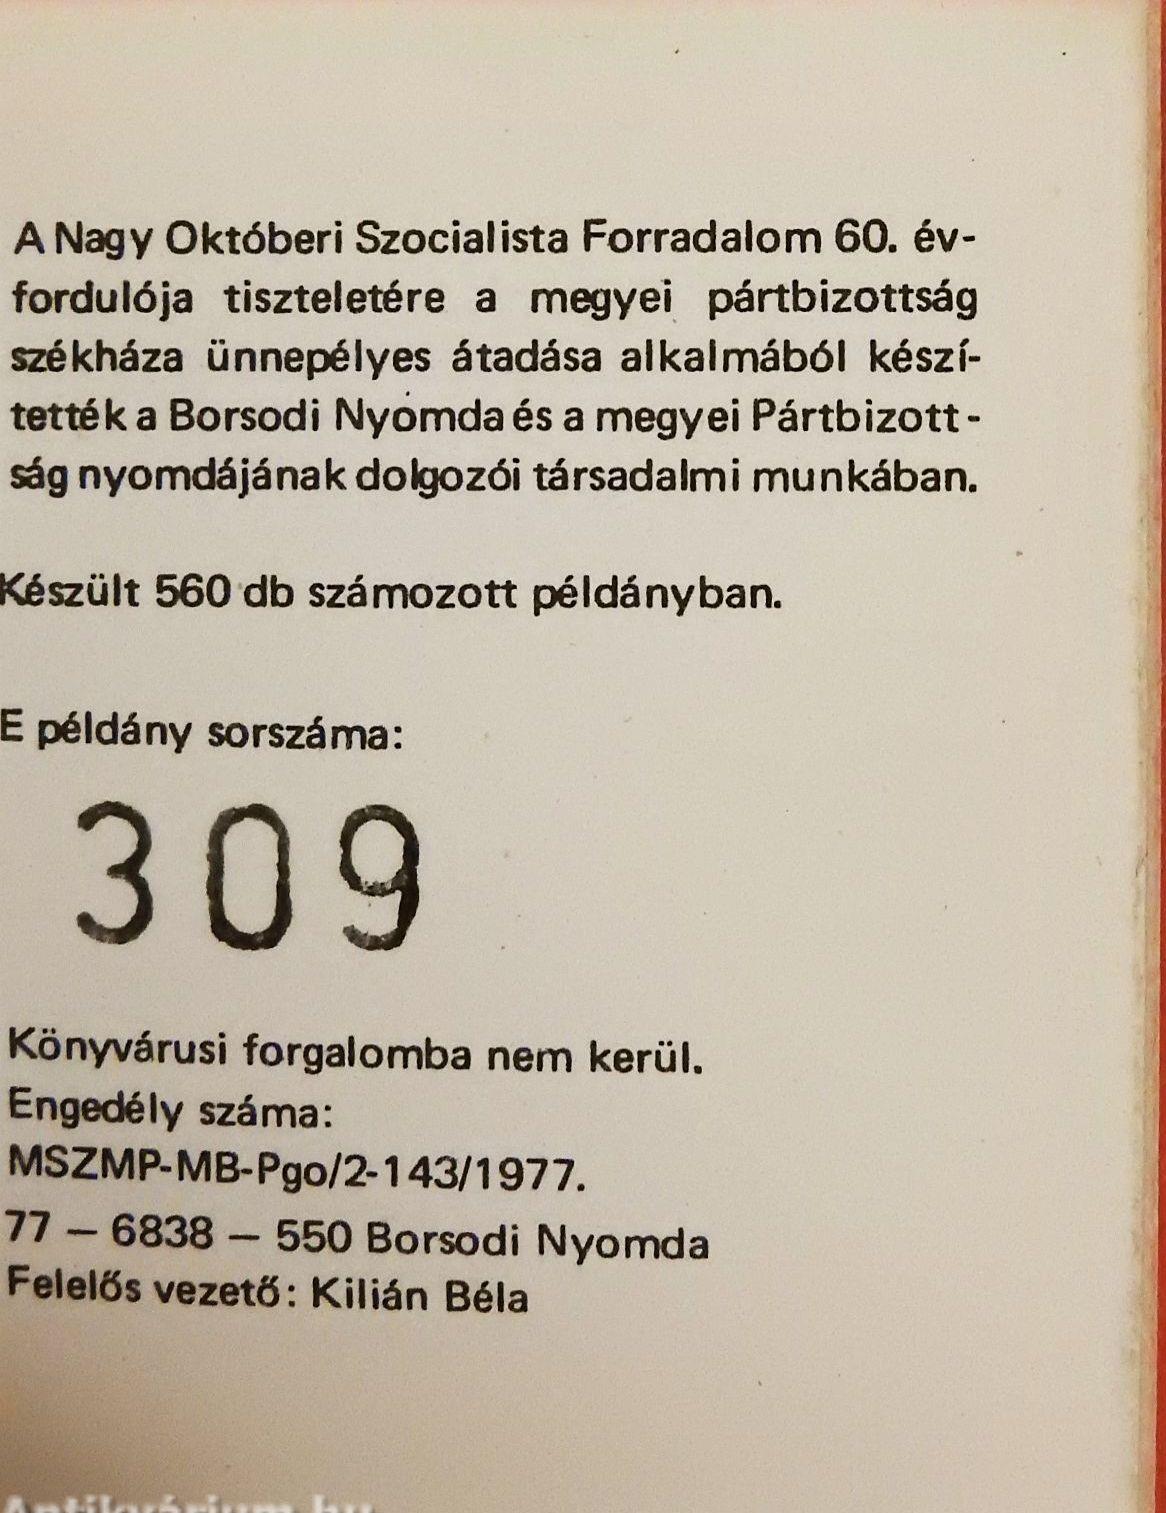 A Nagy Októberi Szocialista Forradalom 60. év-
fordulója tiszteletére a megyei pártbizottság
székháza ünnepélyes átadása alkalmából készí-
tették a Borsodi Nyomda és a megyei Pártbizott-
ság nyomdájának dolgozói társadalmi munkában.
Készült 560 db számozott példányban.
E példány sorszáma:
309
Könyvárusi forgalomba nem kerül.
Engedély száma:
MSZMP-MB-Pgo/2-143/1977.
77 – 6838 – 550 Borsodi Nyomda
Felelős vezető: Kilián Béla
Antikvárium.hu